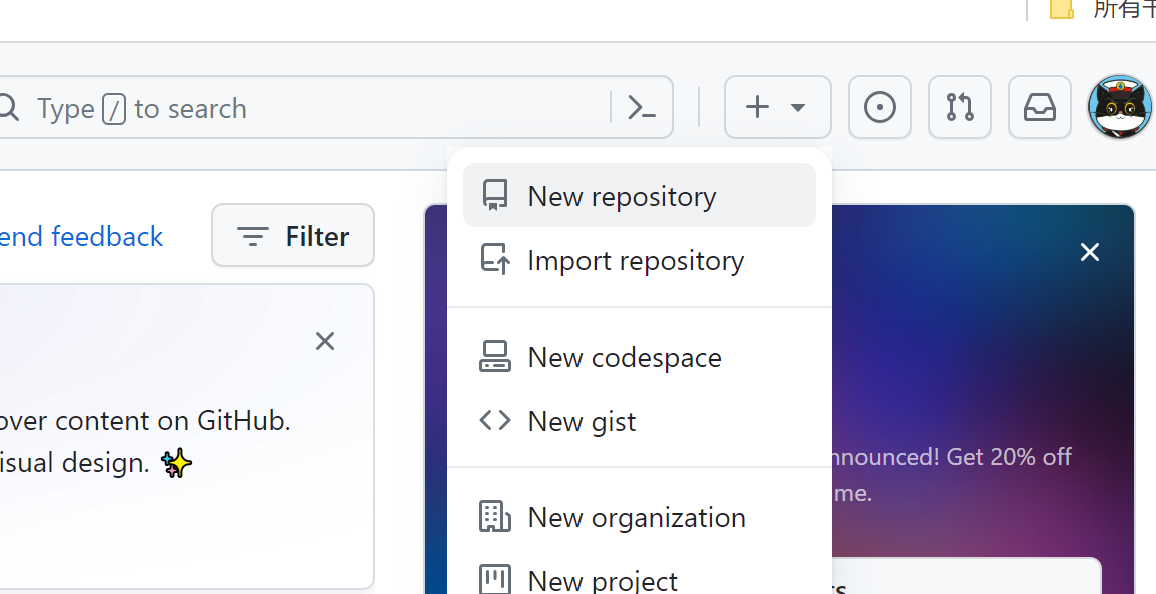 所有
Type / to search
New repository
Import repository
New codespace
New gist
New organization
New project
end feedback
Filter
over content on GitHub.
isual design. ✨
nnounced! Get 20% off
me.